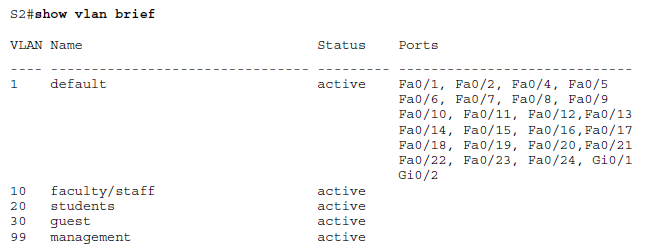 S2#show vlan brief
VLAN Name Status Ports
---- -------------------------------- --------- -----------------------------
1 default active Fa0/1, Fa0/2, Fa0/4, Fa0/5
Fa0/6, Fa0/7, Fa0/8, Fa0/9
Fa0/10, Fa0/11, Fa0/12,Fa0/13
Fa0/14, Fa0/15, Fa0/16,Fa0/17
Fa0/18, Fa0/19, Fa0/20,Fa0/21
Fa0/22, Fa0/23, Fa0/24, Gi0/1
Gi0/2
10 faculty/staff active
20 students active
30 guest active
99 management active